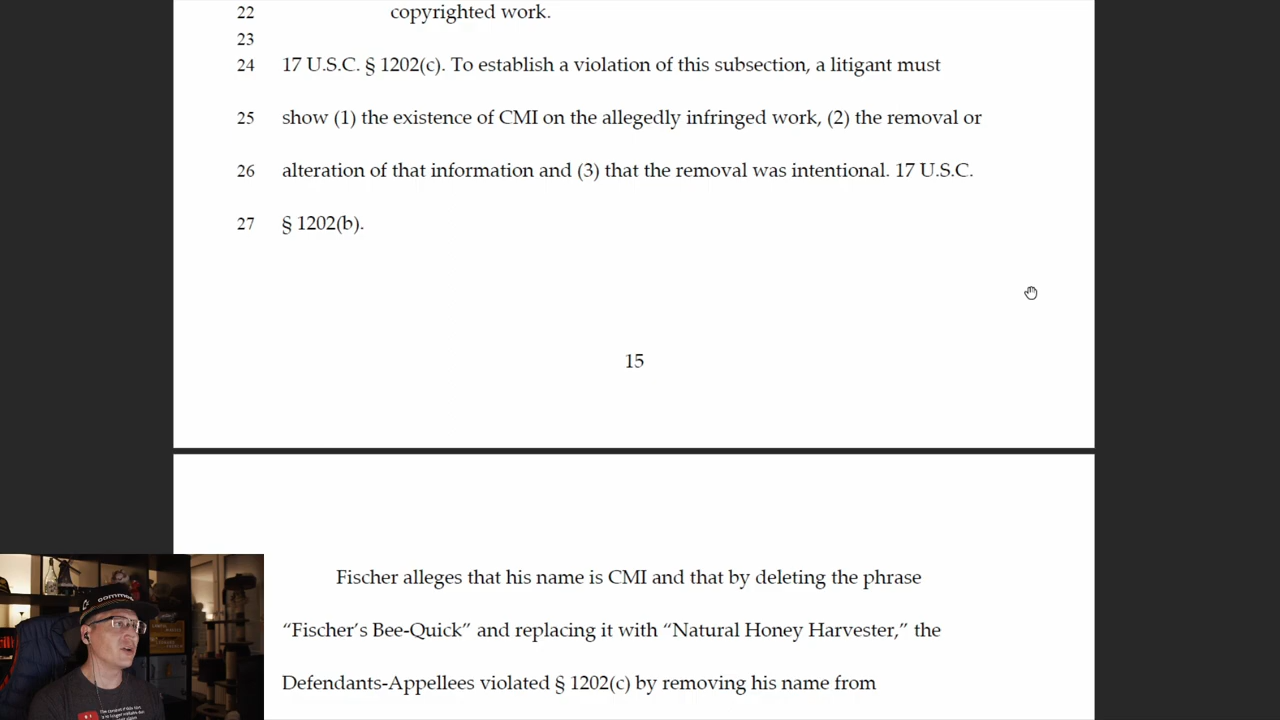 22 copyrighted work.
23
24 17 U.S.C. § 1202(c). To establish a violation of this subsection, a litigant must
25 show (1) the existence of CMI on the allegedly infringed work, (2) the removal or
26 alteration of that information and (3) that the removal was intentional. 17 U.S.C.
27 § 1202(b).
15
Fischer alleges that his name is CMI and that by deleting the phrase
“Fischer’s Bee-Quick” and replacing it with “Natural Honey Harvester,” the
Defendants-Appellees violated § 1202(c) by removing his name from